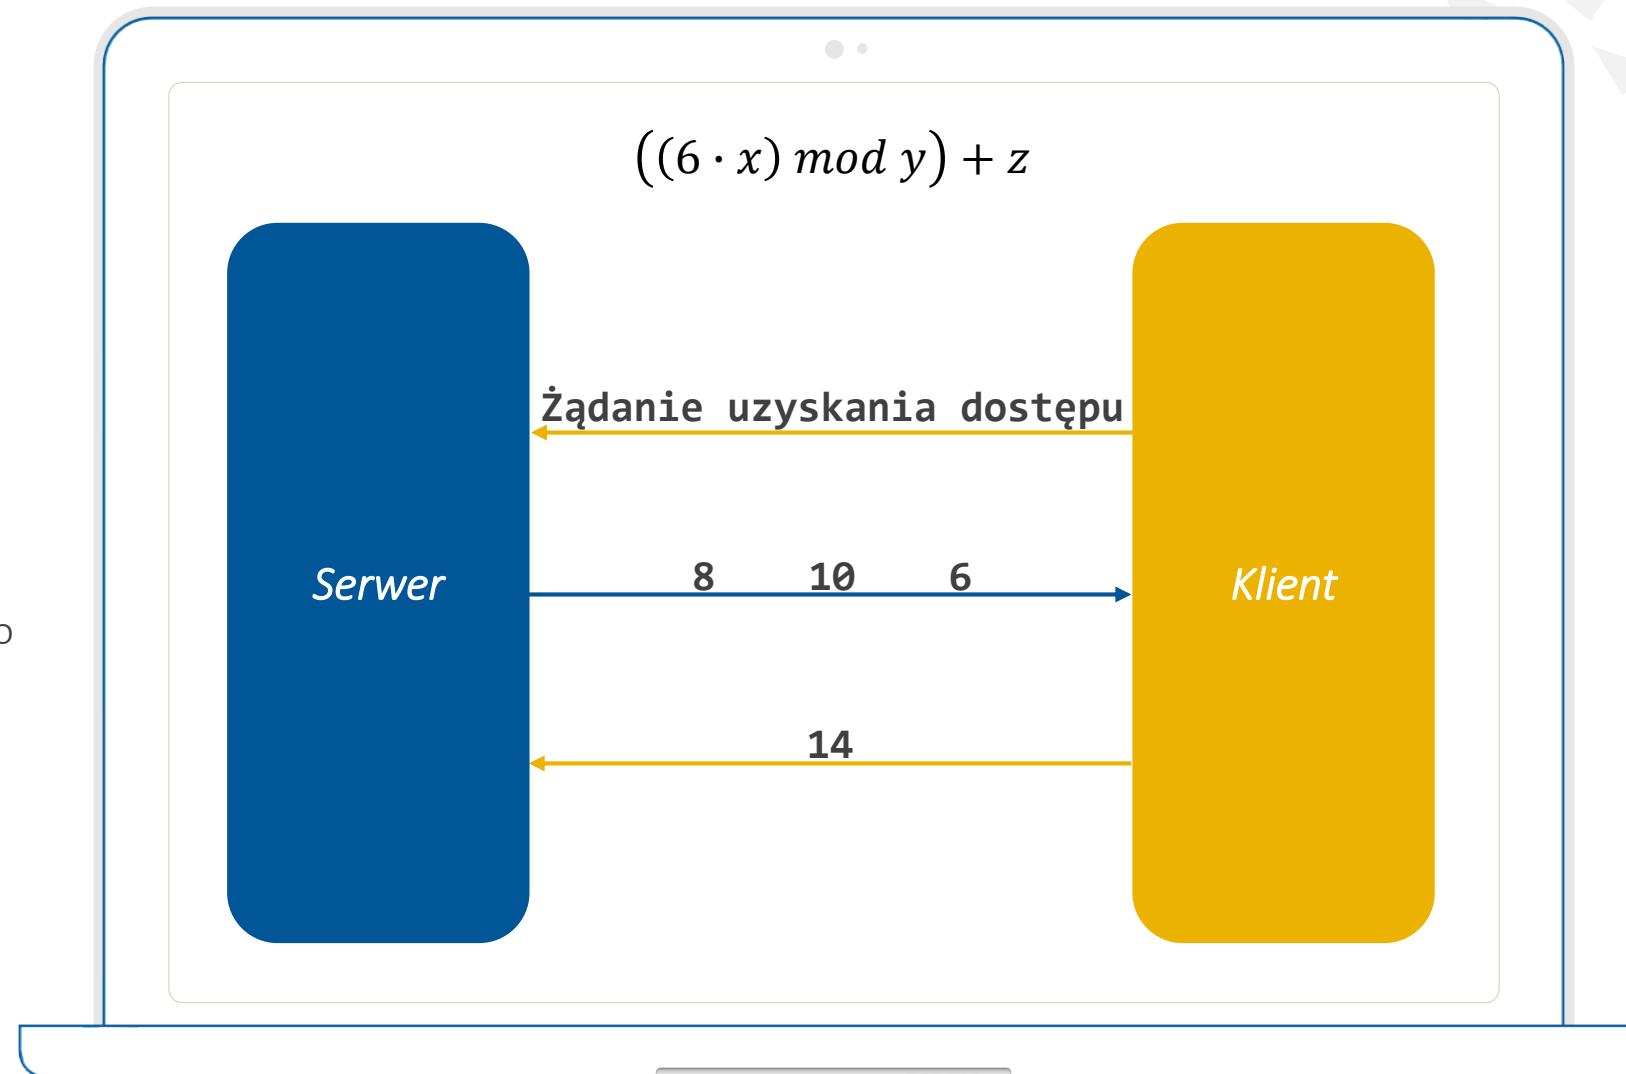 ((6 · x) mod y) + z
Żądanie uzyskania dostępu
8 10 6
Serwer
Klient
o
14